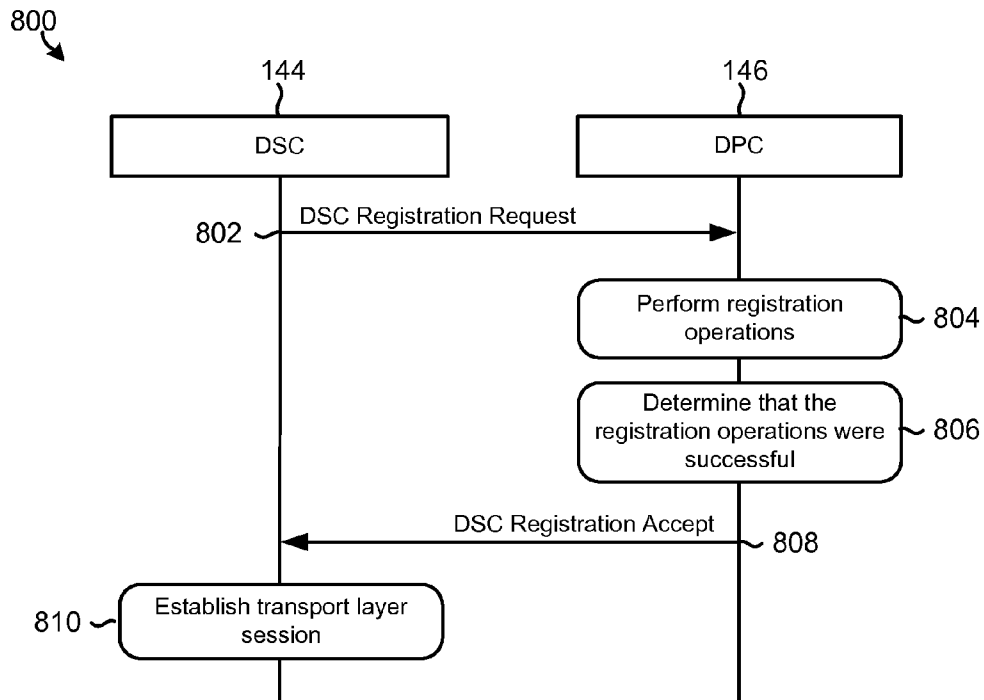 800
144
146
DSC
DPC
DSC Registration Request
802
Perform registration
operations
804
Determine that the
registration operations were
successful
806
DSC Registration Accept
808
Establish transport layer
session
810